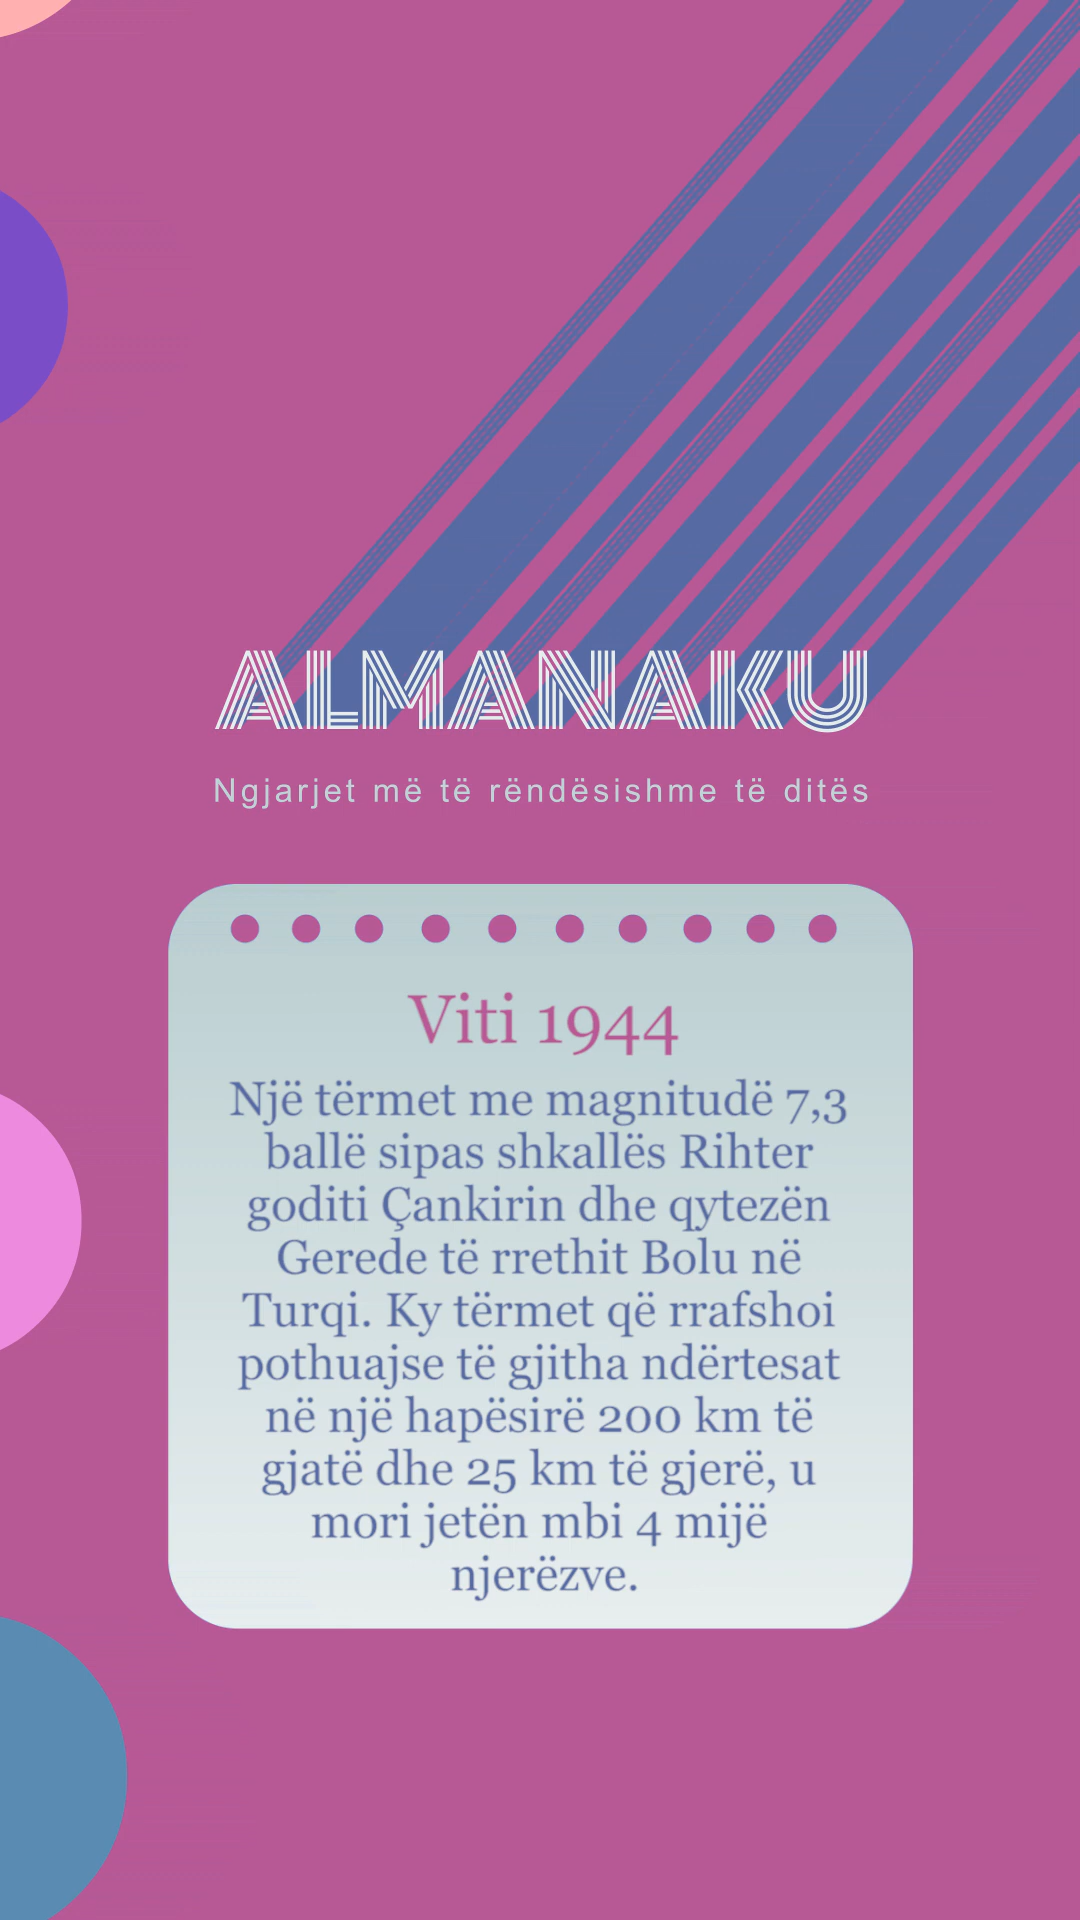 ALMANAKU
Ngjarjet më të rëndësishme të ditës
Viti 1944
Një tërmet me magnitudë 7,3
ballë sipas shkallës Rihter
goditi Çankirin dhe qytezën
Gerede të rrethit Bolu në
Turqi. Ky tërmet që rrafshoi
pothuajse të gjitha ndërtesat
në një hapësirë 200 km të
gjatë dhe 25 km të gjerë, u
mori jetën mbi 4 mijë
njerëzve.